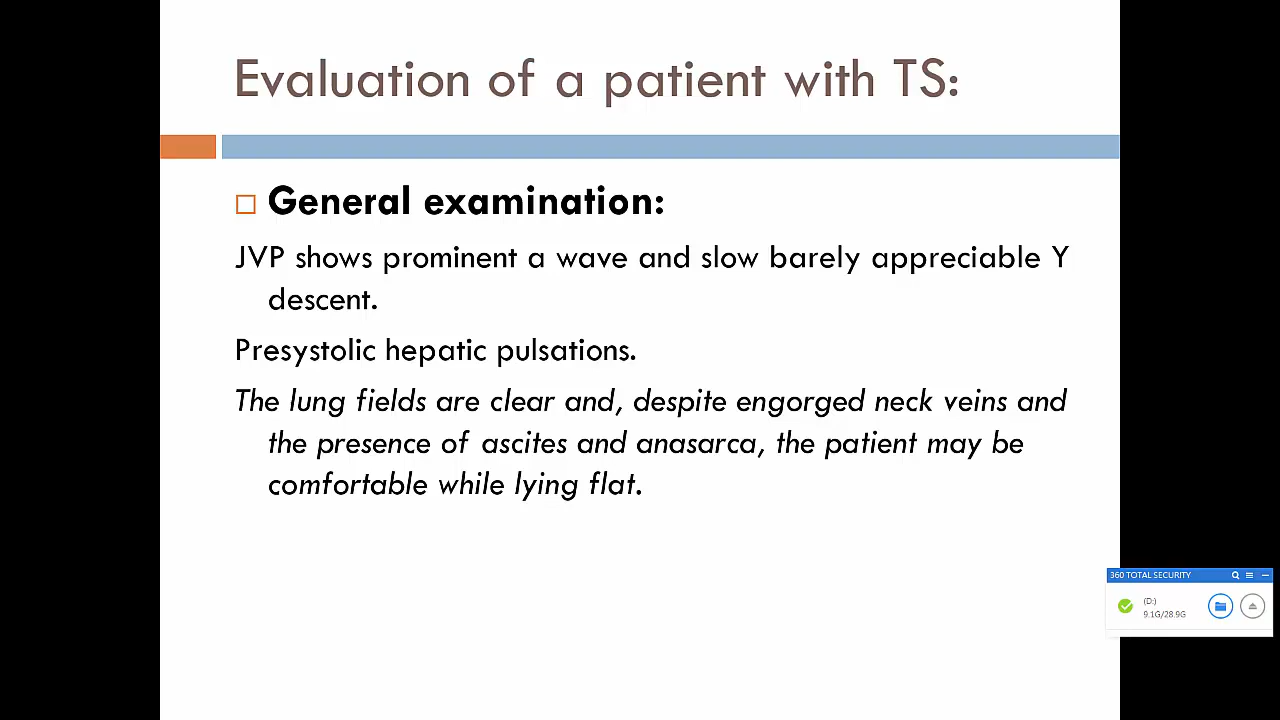 Evaluation of a patient with TS:
General examination:
JVP shows prominent a wave and slow barely appreciable Y
descent.
Presystolic hepatic pulsations.
The lung fields are clear and, despite engorged neck veins and
the presence of ascites and anasarca, the patient may be
comfortable while lying flat.
360 TOTAL SECURITY
(D:)
9.1G/28.9G